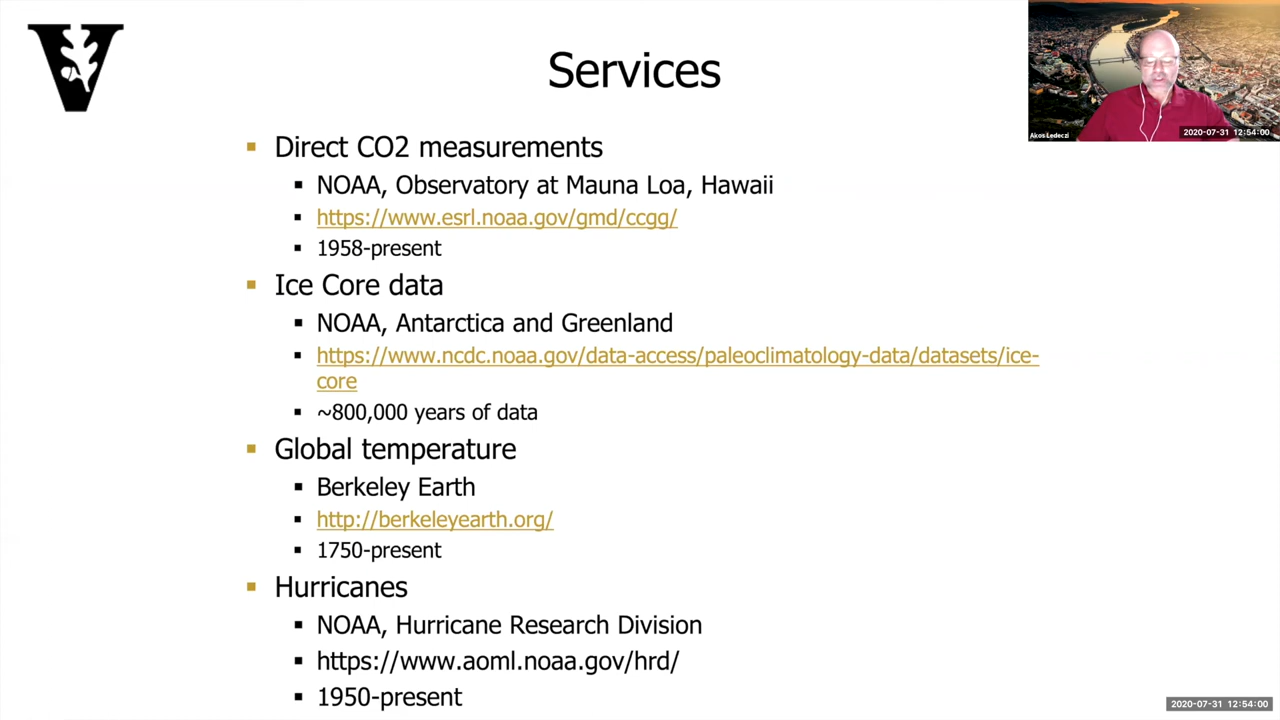 Services
Akos Ledeczi
2020-07-31 12:54:00
▪ Direct CO2 measurements
▪ NOAA, Observatory at Mauna Loa, Hawaii
▪ https://www.esrl.noaa.gov/gmd/ccgg/
▪ 1958-present
▪ Ice Core data
▪ NOAA, Antarctica and Greenland
▪ https://www.ncdc.noaa.gov/data-access/paleoclimatology-data/datasets/ice-
core
▪ ~800,000 years of data
▪ Global temperature
▪ Berkeley Earth
▪ http://berkeleyearth.org/
▪ 1750-present
▪ Hurricanes
▪ NOAA, Hurricane Research Division
▪ https://www.aoml.noaa.gov/hrd/
▪ 1950-present
2020-07-31 12:54:00